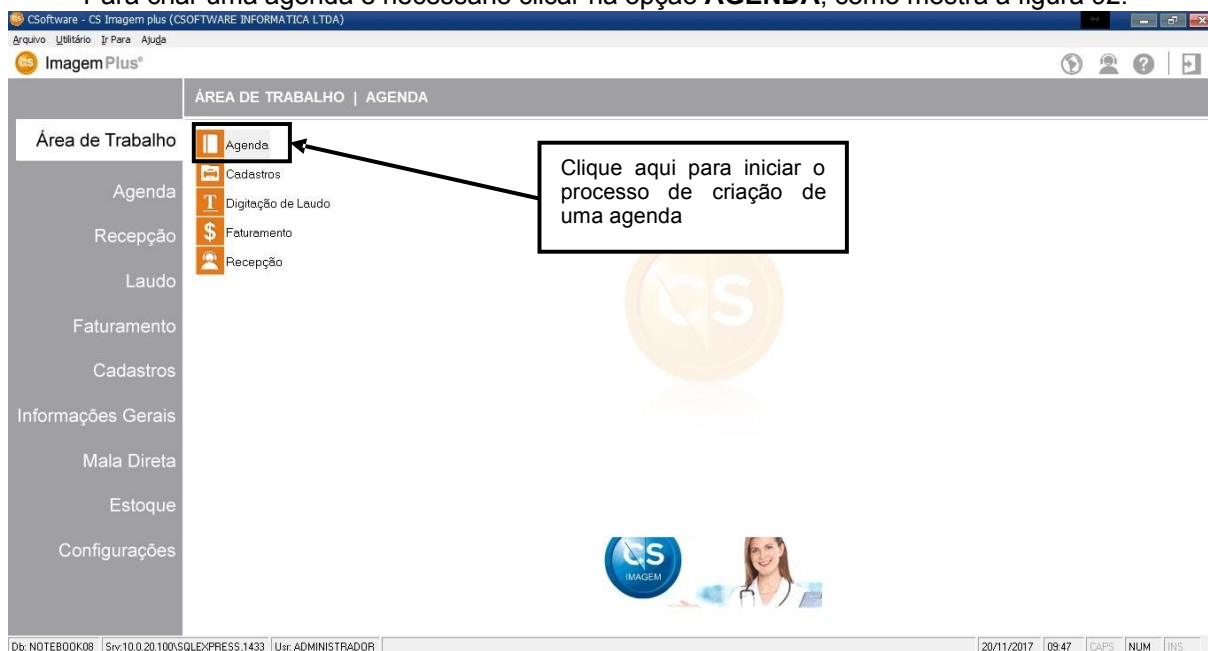 Para criar uma agenda é necessário clicar na opção AGENDA, como mostra a figura 02.
CSoftware - CS Imagem plus (CSOFTWARE INFORMATICA LTDA)
Arquivo Utilitário Ir Para Ajuda
CS ImagemPlus®
ÁREA DE TRABALHO | AGENDA
Área de Trabalho
Agenda
Recepção
Laudo
Faturamento
Cadastros
Informações Gerais
Mala Direta
Estoque
Configurações
Agenda
Cadastros
Digitação de Laudo
Faturamento
Recepção
Clique aqui para iniciar o
processo de criação de
uma agenda
CS
CS
IMAGEM
Db: NOTEBOOK08 Srv:10.0.20.100\SQLEXPRESS,1433 Usr: ADMINISTRADOR 20/11/2017 09:47 CAPS NUM INS